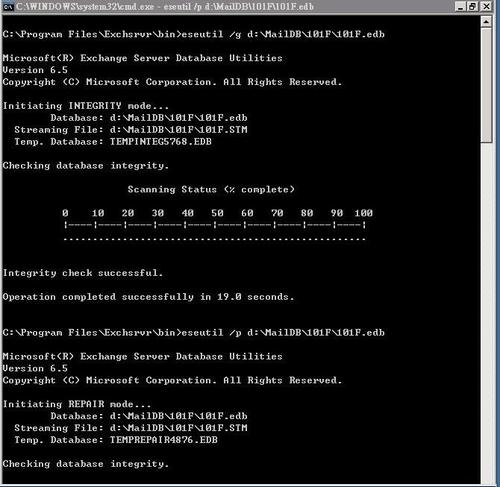 C:\WINDOWS\system32\cmd.exe - eseutil /p d:\MailDB\101F\101F.edb
C:\Program Files\Exchsrvr\bin>eseutil /g d:\MailDB\101F\101F.edb
Microsoft(R) Exchange Server Database Utilities
Version 6.5
Copyright (C) Microsoft Corporation. All Rights Reserved.
Initiating INTEGRITY mode...
Database: d:\MailDB\101F\101F.edb
Streaming File: d:\MailDB\101F\101F.STM
Temp. Database: TEMPINTEG5768.EDB
Checking database integrity.
Scanning Status (% complete)
0 10 20 30 40 50 60 70 80 90 100
|----|----|----|----|----|----|----|----|----|----|
...................................................
Integrity check successful.
Operation completed successfully in 19.0 seconds.
C:\Program Files\Exchsrvr\bin>eseutil /p d:\MailDB\101F\101F.edb
Microsoft(R) Exchange Server Database Utilities
Version 6.5
Copyright (C) Microsoft Corporation. All Rights Reserved.
Initiating REPAIR mode...
Database: d:\MailDB\101F\101F.edb
Streaming File: d:\MailDB\101F\101F.STM
Temp. Database: TEMPREPAIR4876.EDB
Checking database integrity.